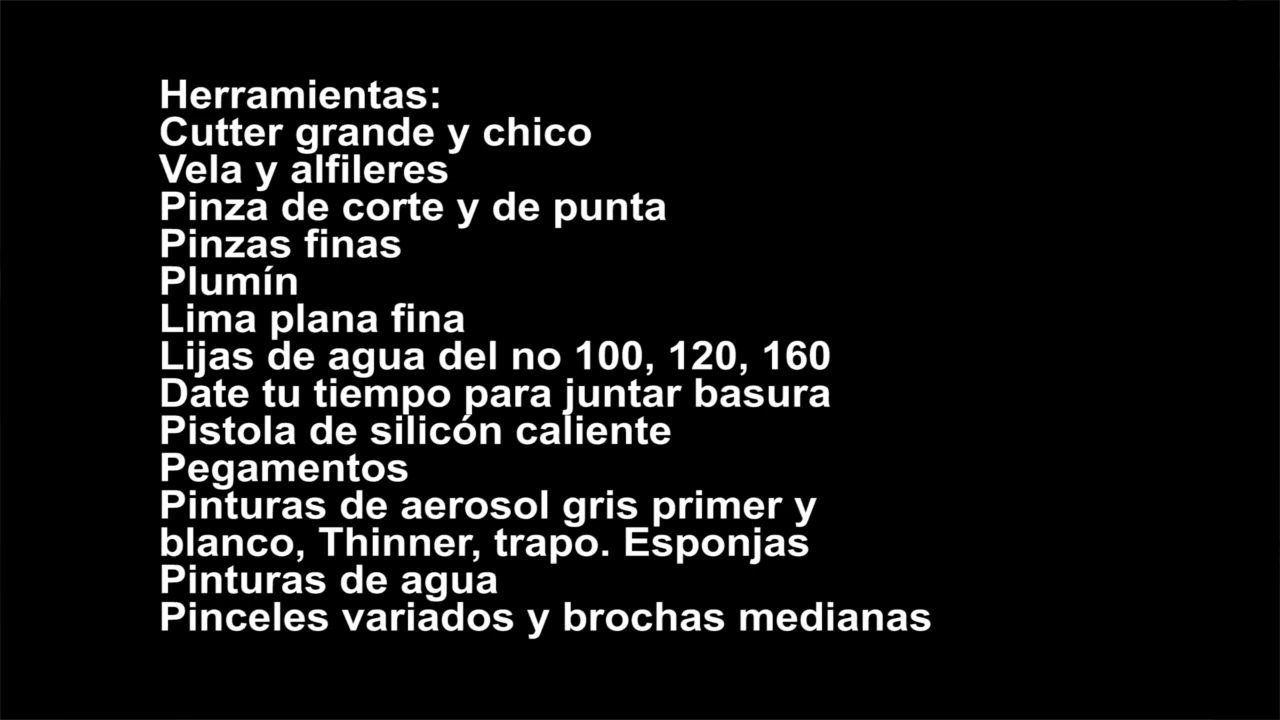 Herramientas:
Cutter grande y chico
Vela y alfileres
Pinza de corte y de punta
Pinzas finas
Plumín
Lima plana fina
Lijas de agua del no 100, 120, 160
Date tu tiempo para juntar basura
Pistola de silicón caliente
Pegamentos
Pinturas de aerosol gris primer y
blanco, Thinner, trapo. Esponjas
Pinturas de agua
Pinceles variados y brochas medianas